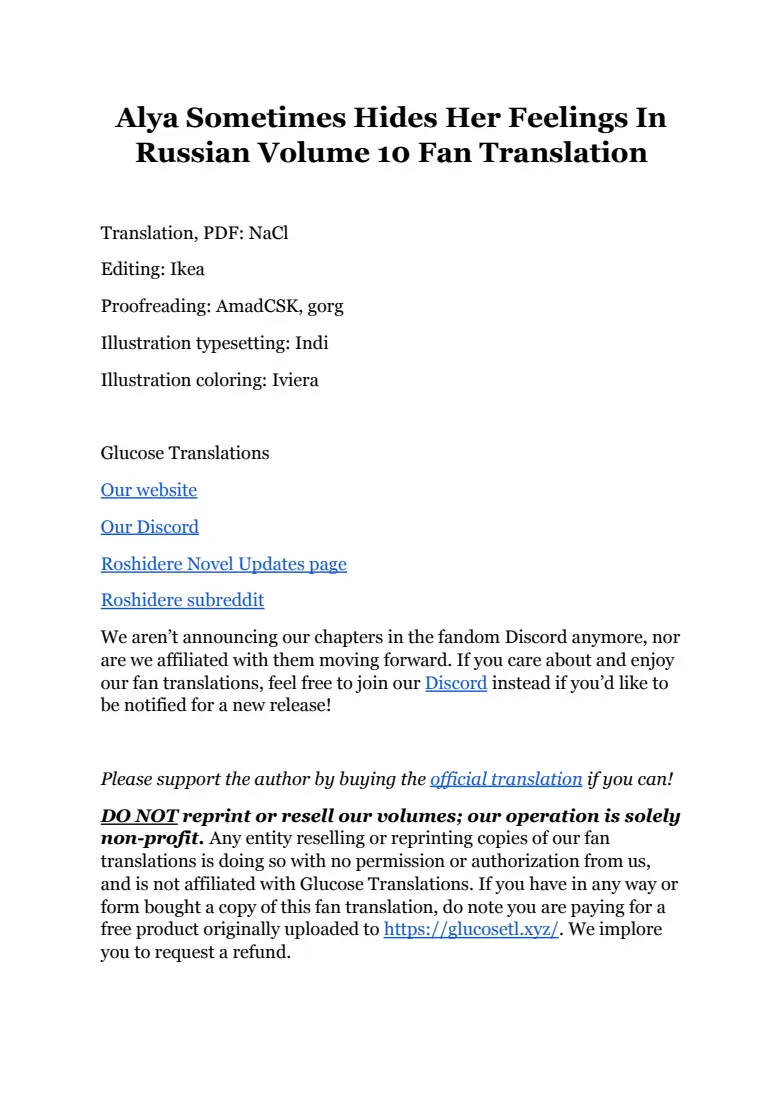 Alya Sometimes Hides Her Feelings In
Russian Volume 10 Fan Translation
Translation, PDF: NaCl
Editing: Ikea
Proofreading: AmadCSK, gorg
Illustration typesetting: Indi
Illustration coloring: Iviera
Glucose Translations
Our website
Our Discord
Roshidere Novel Updates page
Roshidere subreddit
We aren’t announcing our chapters in the fandom Discord anymore, nor
are we affiliated with them moving forward. If you care about and enjoy
our fan translations, feel free to join our Discord instead if you’d like to
be notified for a new release!
Please support the author by buying the official translation if you can!
DO NOT reprint or resell our volumes; our operation is solely
non-profit. Any entity reselling or reprinting copies of our fan
translations is doing so with no permission or authorization from us,
and is not affiliated with Glucose Translations. If you have in any way or
form bought a copy of this fan translation, do note you are paying for a
free product originally uploaded to https://glucosetl.xyz/. We implore
you to request a refund.